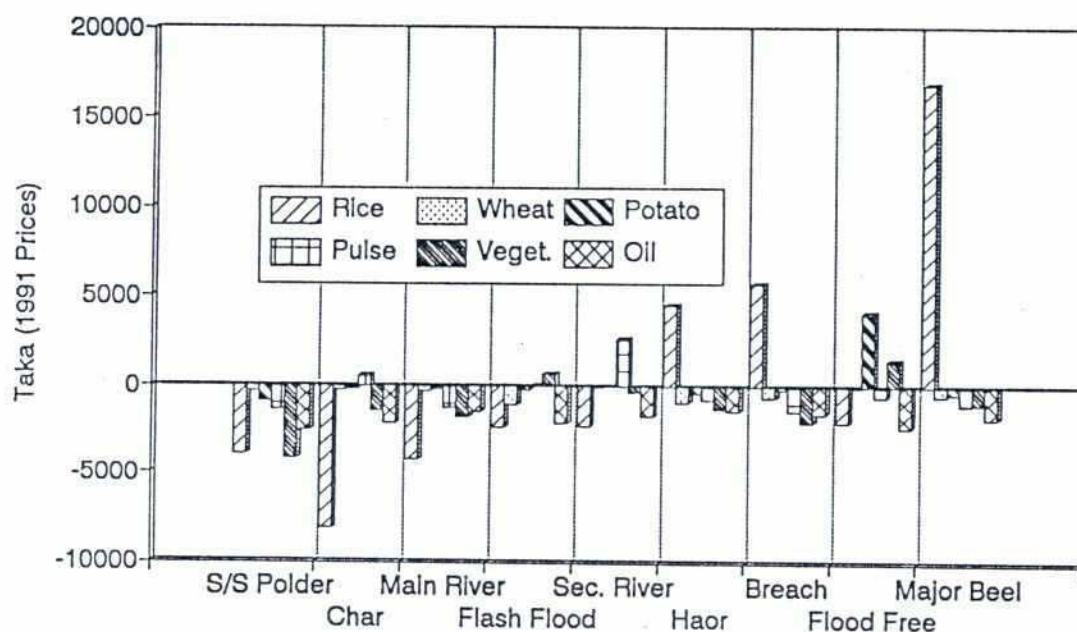 20000
15000
10000
5000
0
-5000
-10000
Taka (1991 Prices)
Rice Wheat Potato
Pulse Veget. Oil
S/S Polder Main River Sec. River Breach Major Beel
Char Flash Flood Haor Flood Free